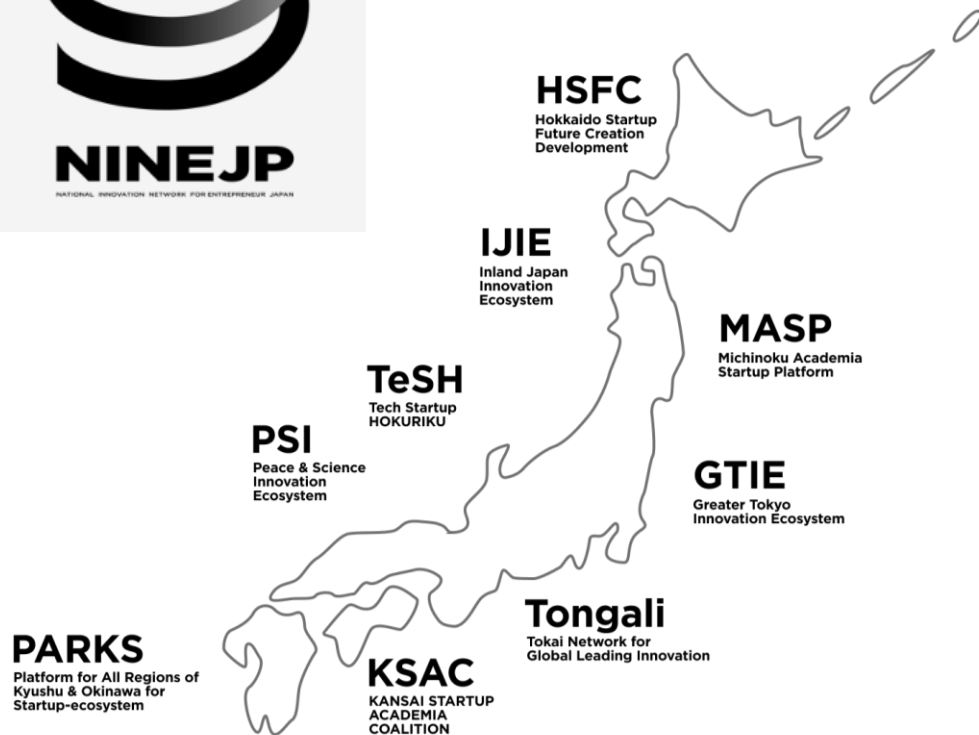 NINEJP
NATIONAL INNOVATION NETWORK FOR ENTREPRENEUR JAPAN
HSFC
Hokkaido Startup
Future Creation
Development
IJIE
Inland Japan
Innovation
Ecosystem
MASP
Michinoku Academia
Startup Platform
TeSH
Tech Startup
HOKURIKU
PSI
Peace & Science
Innovation
Ecosystem
GTIE
Greater Tokyo
Innovation Ecosystem
Tongali
Tokai Network for
Global Leading Innovation
PARKS
Platform for All Regions of
Kyushu & Okinawa for
Startup-ecosystem
KSAC
KANSAI STARTUP
ACADEMIA
COALITION